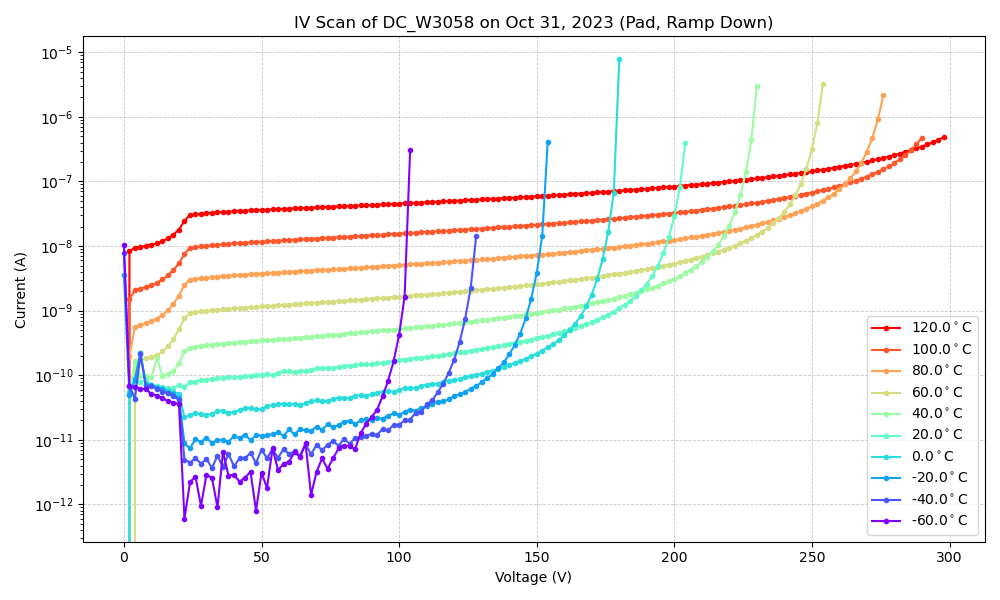 IV Scan of DC_W3058 on Oct 31, 2023 (Pad, Ramp Down)
Current (A)
10⁻⁵
10⁻⁶
10⁻⁷
10⁻⁸
10⁻⁹
10⁻¹⁰
10⁻¹¹
10⁻¹²
0 50 100 150 200 250 300
Voltage (V)
120.0°C
100.0°C
80.0°C
60.0°C
40.0°C
20.0°C
0.0°C
-20.0°C
-40.0°C
-60.0°C